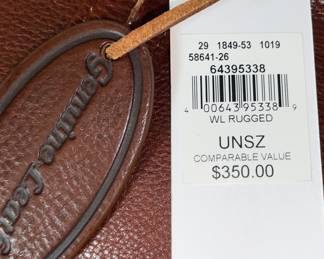 Genuine Leath
29 1849-53 1019
58641-26
64395338
4 00643 95338 9
WL RUGGED
UNSZ
COMPARABLE VALUE
$350.00